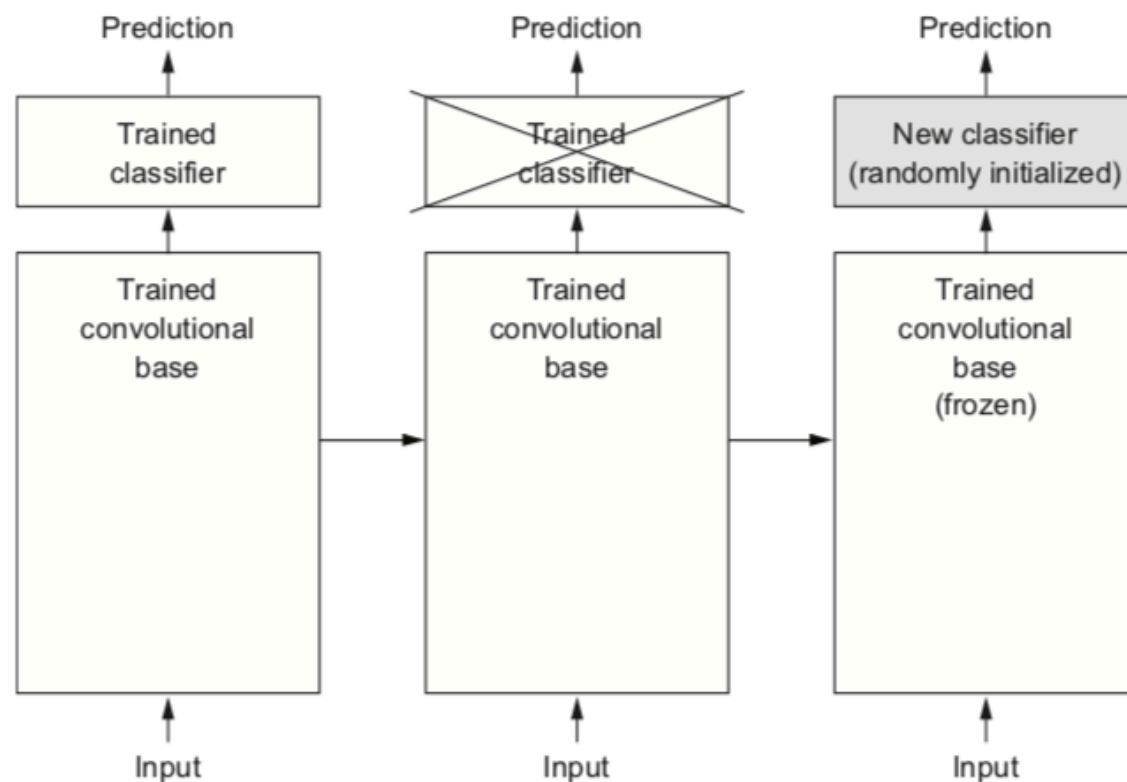 Prediction
Trained
classifier
Trained
convolutional
base
Input
Prediction
Trained
classifier
Trained
convolutional
base
Input
Prediction
New classifier
(randomly initialized)
Trained
convolutional
base
(frozen)
Input